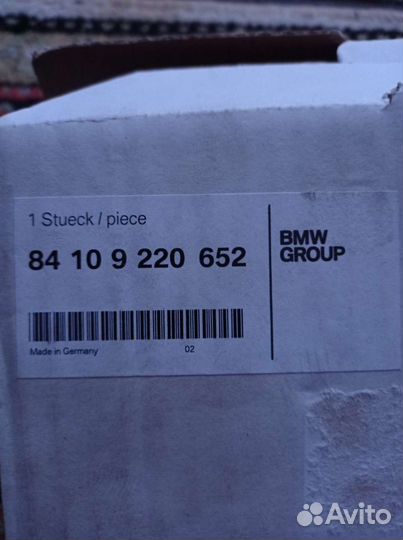 1 Stueck / piece
84 10 9 220 652
BMW
GROUP
Made in Germany 02
Avito